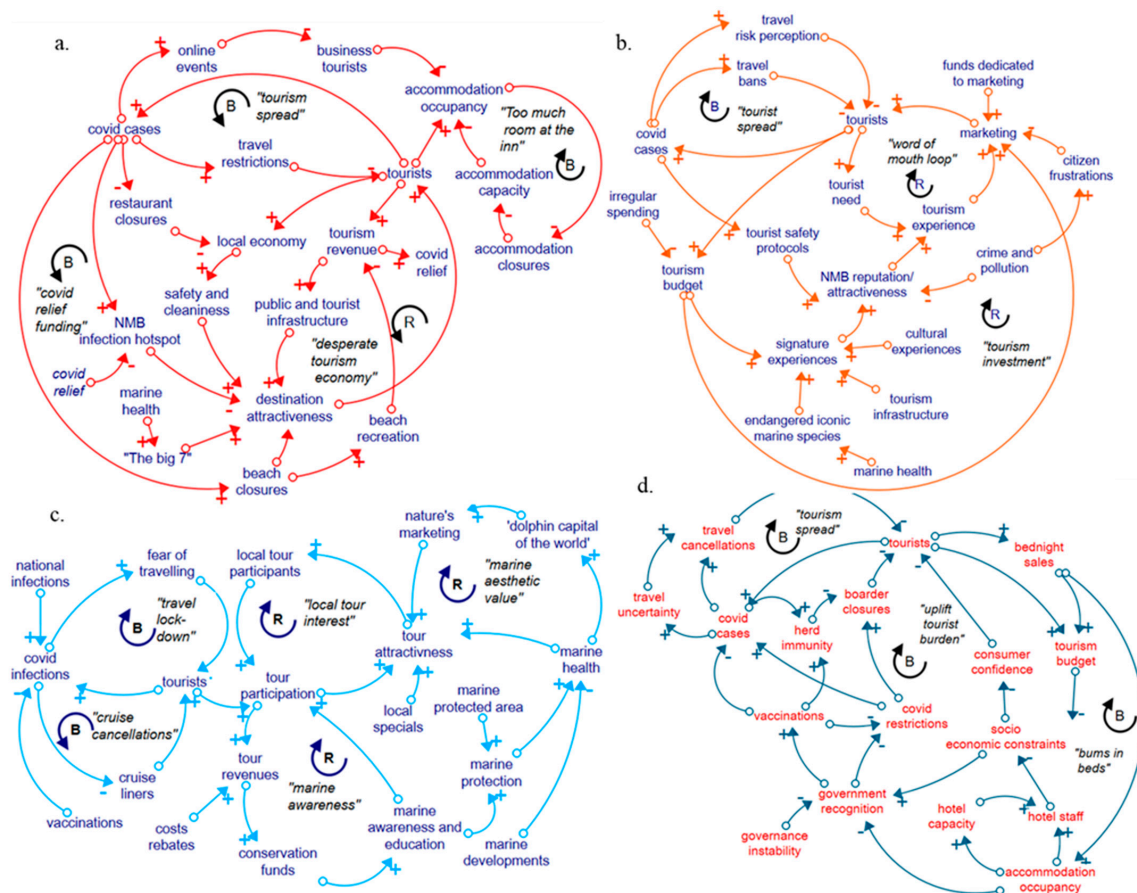 a.
online
events
business
tourists
accommodation
occupancy
covid cases
B
"tourism
spread"
"Too much
room at the
inn"
B
travel
restrictions
tourists
accommodation
capacity
restaurant
closures
local economy
tourism
revenue
covid
relief
accommodation
closures
B
"covid
relief
funding"
safety and
cleaniness
public and tourist
infrastructure
R
NMB
infection hotspot
"desperate
tourism
economy"
covid
relief
marine
health
destination
attractiveness
beach
recreation
"The big 7"
beach
closures
b.
travel
risk perception
travel
bans
funds dedicated
to marketing
B
"tourist
spread"
tourists
marketing
covid
cases
"word of
mouth loop"
R
citizen
frustrations
irregular
spending
tourist
need
tourism
experience
tourist safety
protocols
crime and
pollution
tourism
budget
NMB reputation/
attractiveness
R
signature
experiences
cultural
experiences
"tourism
investment"
tourism
infrastructure
endangered iconic
marine species
marine health
c.
nature's
marketing
'dolphin capital
of the world'
national
infections
fear of
travelling
local tour
participants
R
"marine
aesthetic
value"
B
"travel
lock-
down"
R
"local tour
interest"
tour
attractivness
covid
infections
marine
health
tourists
tour
participation
marine
protected area
local
specials
B
"cruise
cancellations"
tour
revenues
R
"marine
awareness"
marine
protection
cruise
liners
vaccinations
costs
rebates
marine
awareness and
education
marine
developments
conservation
funds
d.
travel
cancellations
B
"tourism
spread"
tourists
bednight
sales
travel
uncertainty
covid
cases
herd
immunity
boarder
closures
"uplift
tourist
burden"
B
consumer
confidence
tourism
budget
vaccinations
covid
restrictions
socio
economic constraints
B
"bums in
beds"
government
recognition
hotel
capacity
hotel staff
governance
instability
accommodation
occupancy